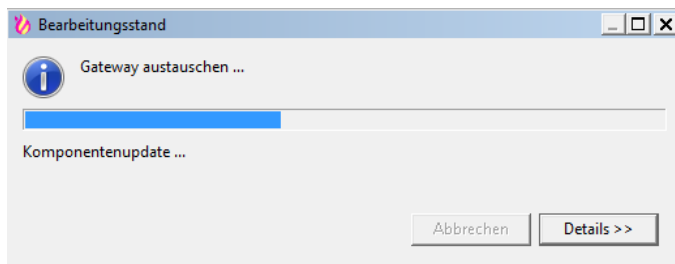 Bearbeitungsstand
Gateway austauschen ...
Komponentenupdate ...
Abbrechen
Details >>